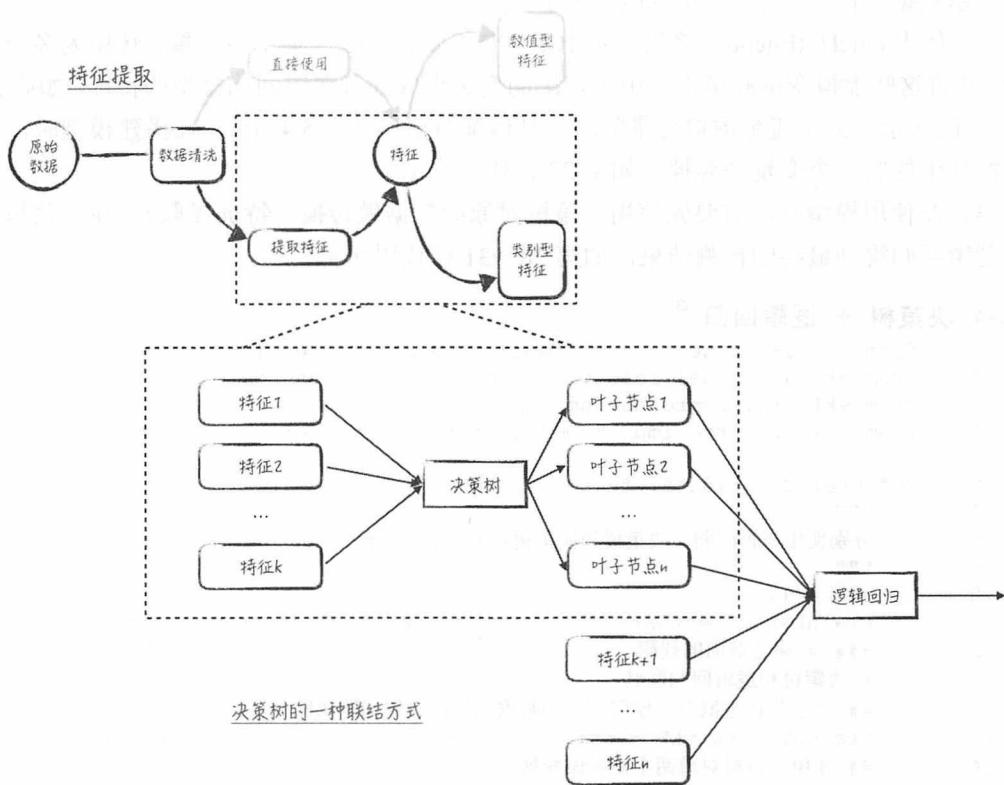 特征提取
原始
数据
数据清洗
直接使用
提取特征
特征
数值型
特征
类别型
特征
特征1
特征2
...
特征k
决策树
叶子节点1
叶子节点2
...
叶子节点n
特征k+1
...
特征n
逻辑回归
决策树的一种联结方式